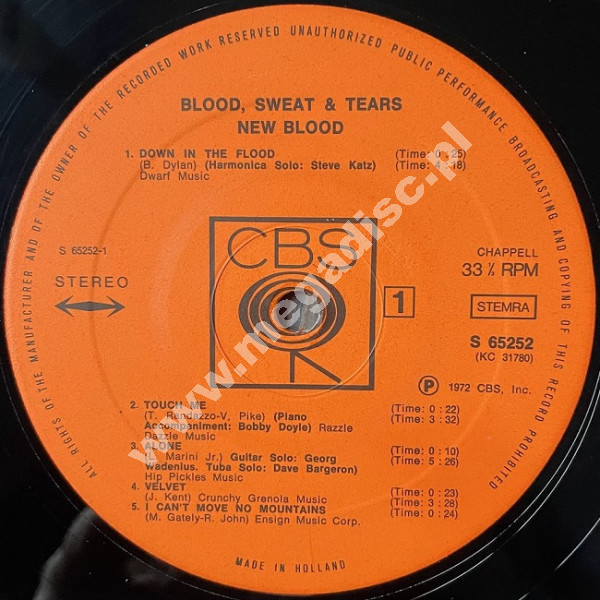 ALL RIGHTS OF THE MANUFACTURER AND OF THE OWNER OF THE RECORDED WORK RESERVED UNAUTHORIZED PUBLIC PERFORMANCE BROADCASTING AND COPYING OF THIS RECORD PROHIBITED
BLOOD, SWEAT & TEARS
NEW BLOOD
1. DOWN IN THE FLOOD (Time: 0:25)
(B. Dylan) (Harmonica Solo: Steve Katz) (Time: 4:18)
Dwarf Music
CBS
S 65252-1
STEREO
1
CHAPPELL
33 ⅓ RPM
STEMRA
S 65252
(KC 31780)
Ⓟ 1972 CBS, Inc.
2. TOUCH ME (Time: 0:22)
(T. Randazzo-V. Pike) (Piano (Time: 3:32)
Accompaniment: Bobby Doyle) Razzle
Dazzle Music
3. ALONE (Time: 0:10)
(L. Marini Jr.) Guitar Solo: Georg (Time: 5:26)
Wadenius. Tuba Solo: Dave Bargeron)
Hip Pickles Music
4. VELVET (Time: 0:23)
(J. Kent) Crunchy Grenola Music (Time: 3:28)
5. I CAN'T MOVE NO MOUNTAINS (Time: 0:24)
(M. Gately-R. John) Ensign Music Corp.
MADE IN HOLLAND
www.megadisc.pl